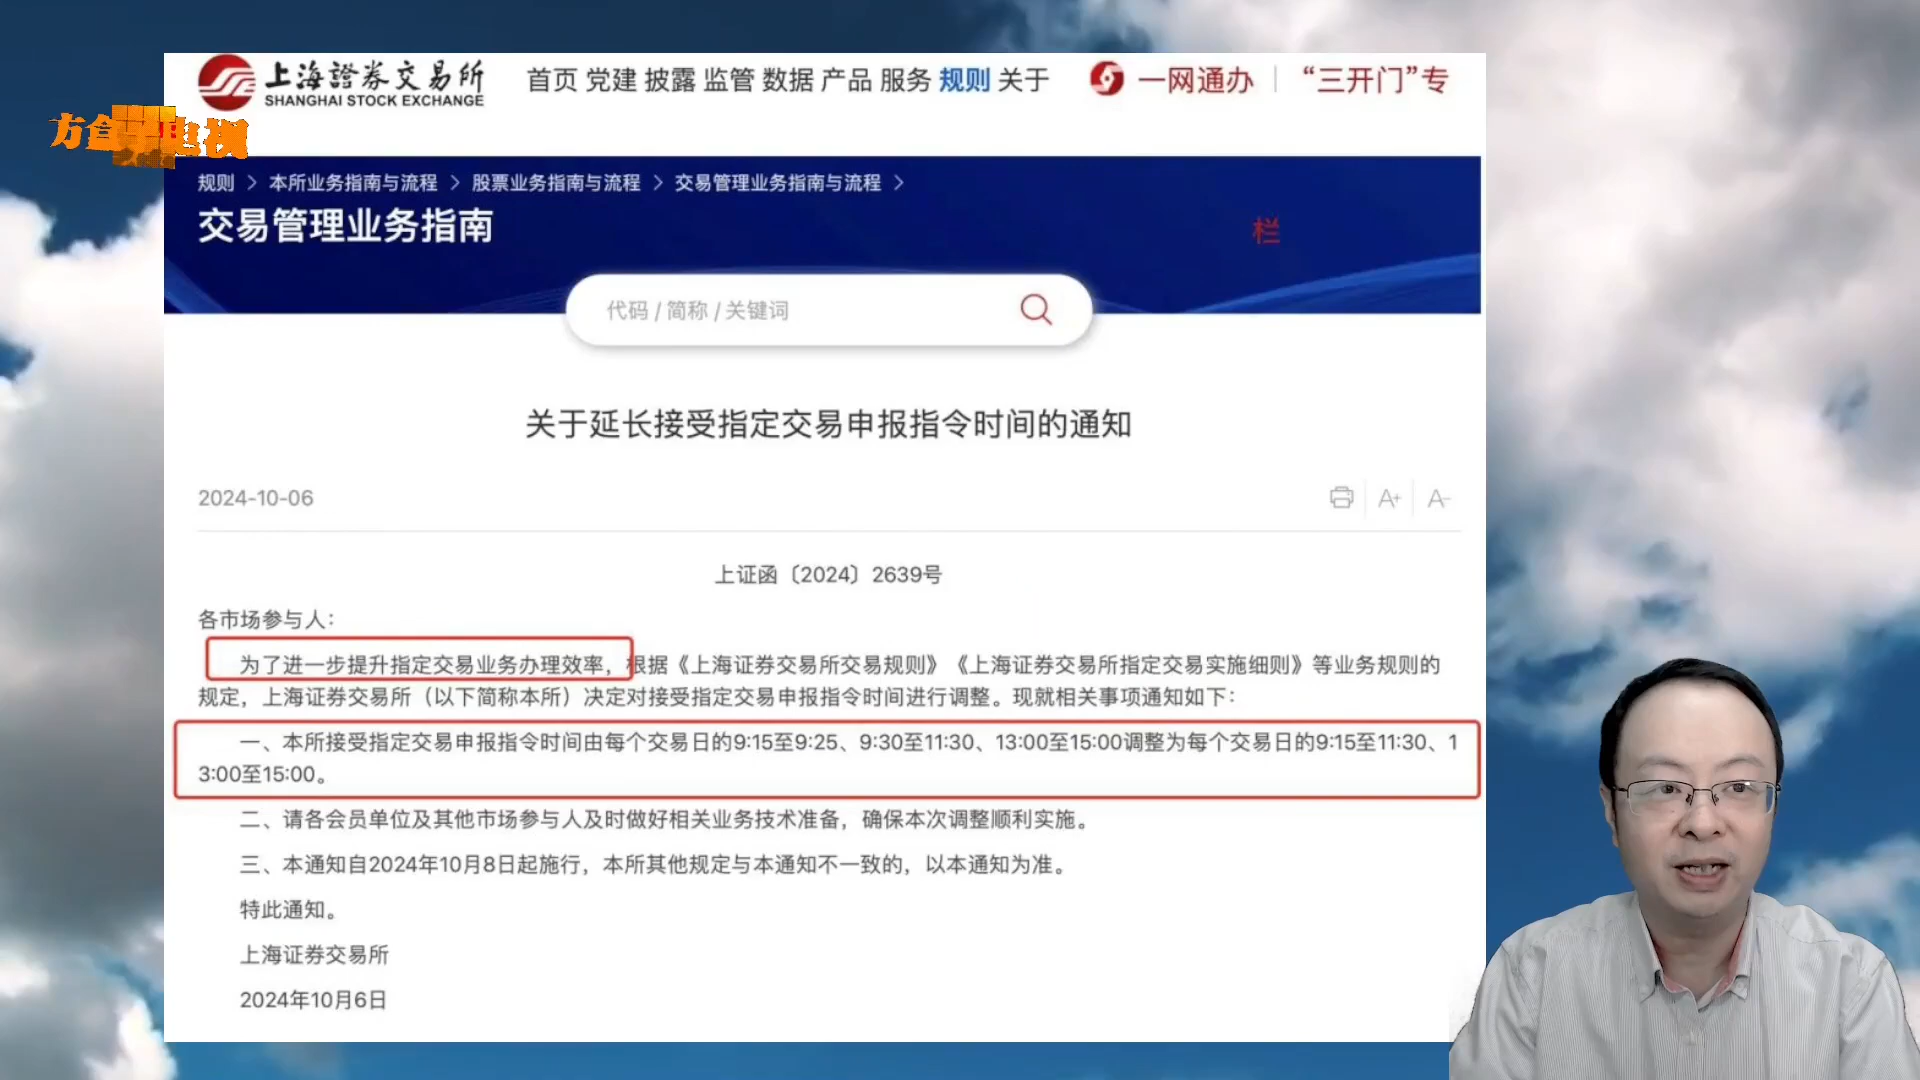 上海證券交易所
SHANGHAI STOCK EXCHANGE
首页 党建 披露 监管 数据 产品 服务 规则 关于
一网通办 | “三开门”专
栏
方 电视
规则 > 本所业务指南与流程 > 股票业务指南与流程 > 交易管理业务指南与流程 >
交易管理业务指南
代码 / 简称 / 关键词
关于延长接受指定交易申报指令时间的通知
2024-10-06
A+ A-
上证函〔2024〕2639号
各市场参与人：
为了进一步提升指定交易业务办理效率，根据《上海证券交易所交易规则》《上海证券交易所指定交易实施细则》等业务规则的
规定，上海证券交易所（以下简称本所）决定对接受指定交易申报指令时间进行调整。现就相关事项通知如下：
一、本所接受指定交易申报指令时间由每个交易日的9:15至9:25、9:30至11:30、13:00至15:00调整为每个交易日的9:15至11:30、1
3:00至15:00。
二、请各会员单位及其他市场参与人及时做好相关业务技术准备，确保本次调整顺利实施。
三、本通知自2024年10月8日起施行，本所其他规定与本通知不一致的，以本通知为准。
特此通知。
上海证券交易所
2024年10月6日